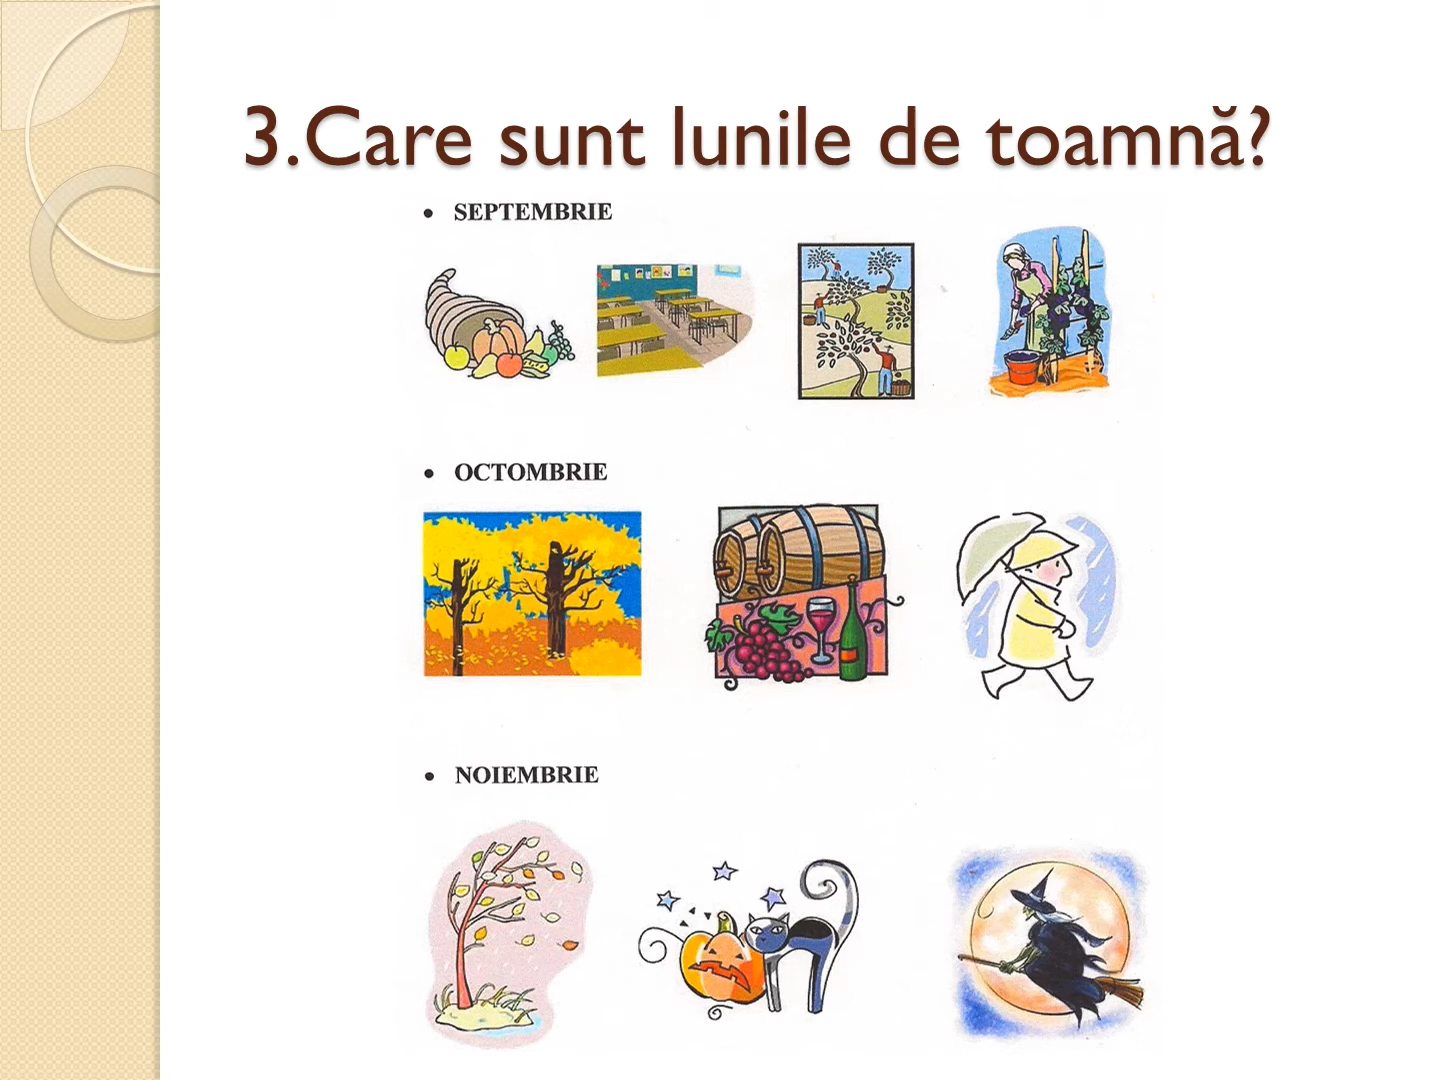 3.Care sunt lunile de toamnă?
• SEPTEMBRIE
• OCTOMBRIE
• NOIEMBRIE